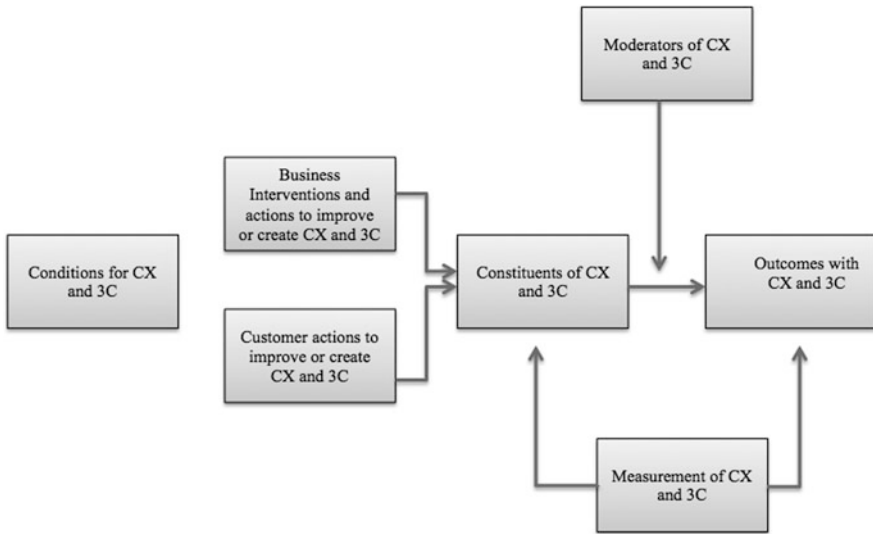 Moderators of CX
and 3C
Business
Interventions and
actions to improve
or create CX and 3C
Conditions for CX
and 3C
Constituents of CX
and 3C
Outcomes with
CX and 3C
Customer actions to
improve or create
CX and 3C
Measurement of CX
and 3C